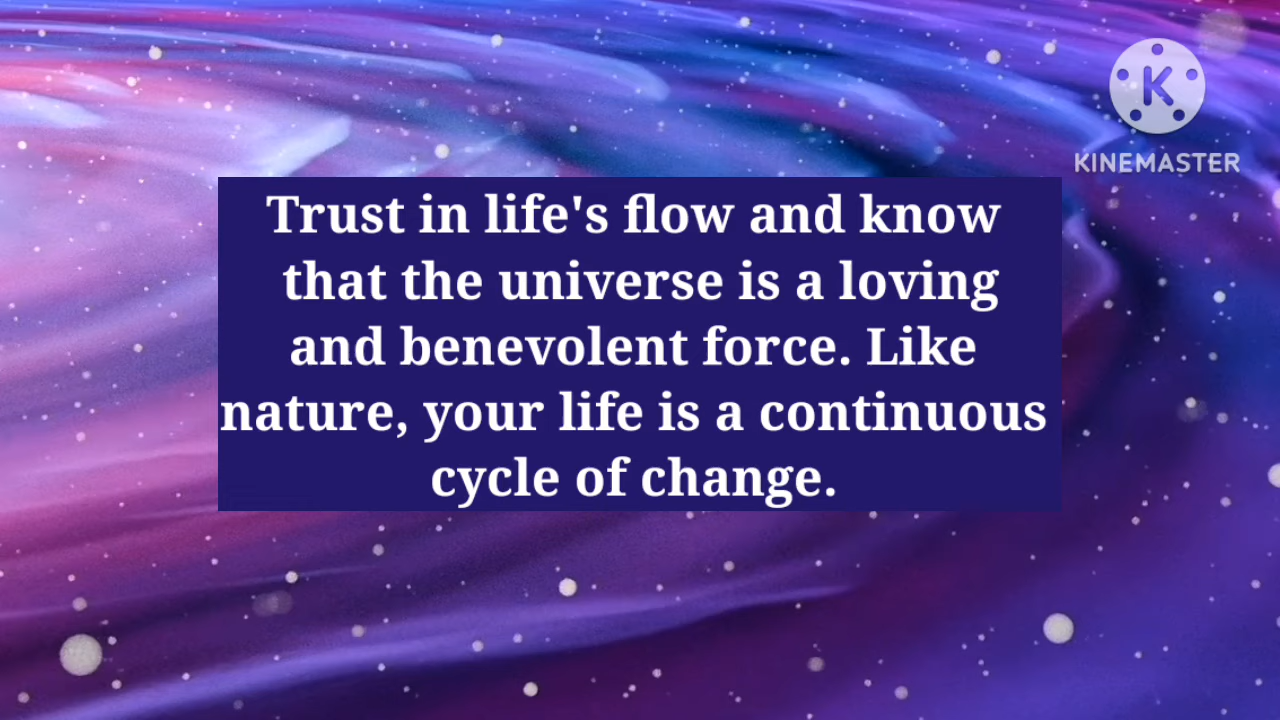 KINEMASTER
Trust in life's flow and know
that the universe is a loving
and benevolent force. Like
nature, your life is a continuous
cycle of change.